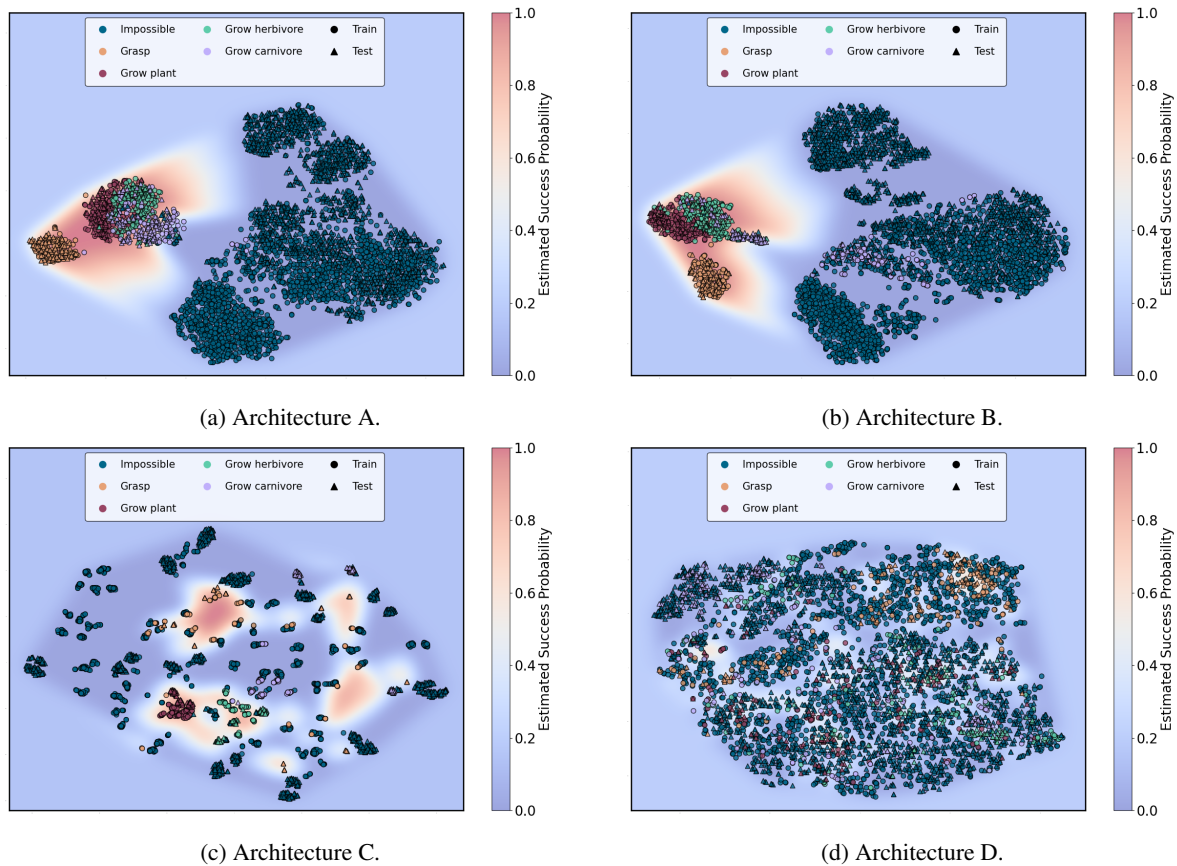 Impossible
Grasp
Grow plant
Grow herbivore
Grow carnivore
Train
Test
1.0
0.8
0.6
0.4
0.2
0.0
Estimated Success Probability
(a) Architecture A.
Impossible
Grasp
Grow plant
Grow herbivore
Grow carnivore
Train
Test
1.0
0.8
0.6
0.4
0.2
0.0
Estimated Success Probability
(b) Architecture B.
Impossible
Grasp
Grow plant
Grow herbivore
Grow carnivore
Train
Test
1.0
0.8
0.6
0.4
0.2
0.0
Estimated Success Probability
(c) Architecture C.
Impossible
Grasp
Grow plant
Grow herbivore
Grow carnivore
Train
Test
1.0
0.8
0.6
0.4
0.2
0.0
Estimated Success Probability
(d) Architecture D.